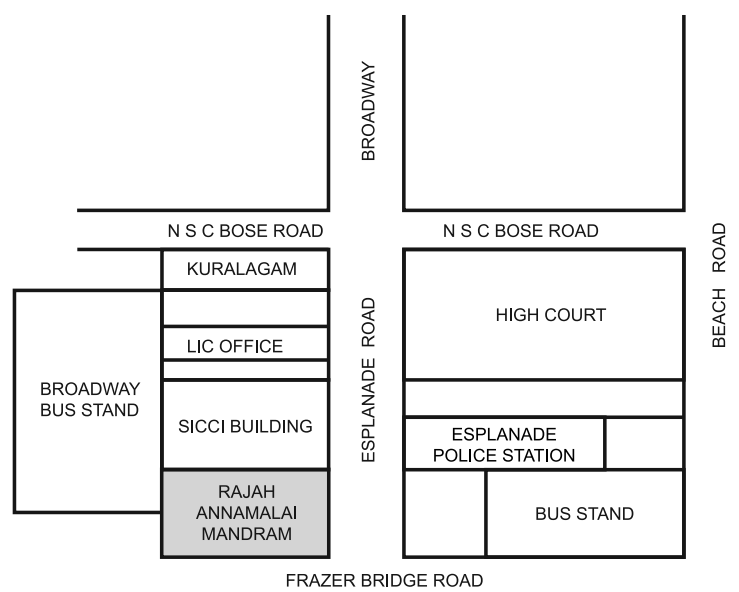 BROADWAY
N S C BOSE ROAD
N S C BOSE ROAD
BEACH ROAD
KURALAGAM
HIGH COURT
ESPLANADE ROAD
LIC OFFICE
BROADWAY
BUS STAND
SICCI BUILDING
ESPLANADE
POLICE STATION
RAJAH
ANNAMALAI
MANDRAM
BUS STAND
FRAZER BRIDGE ROAD